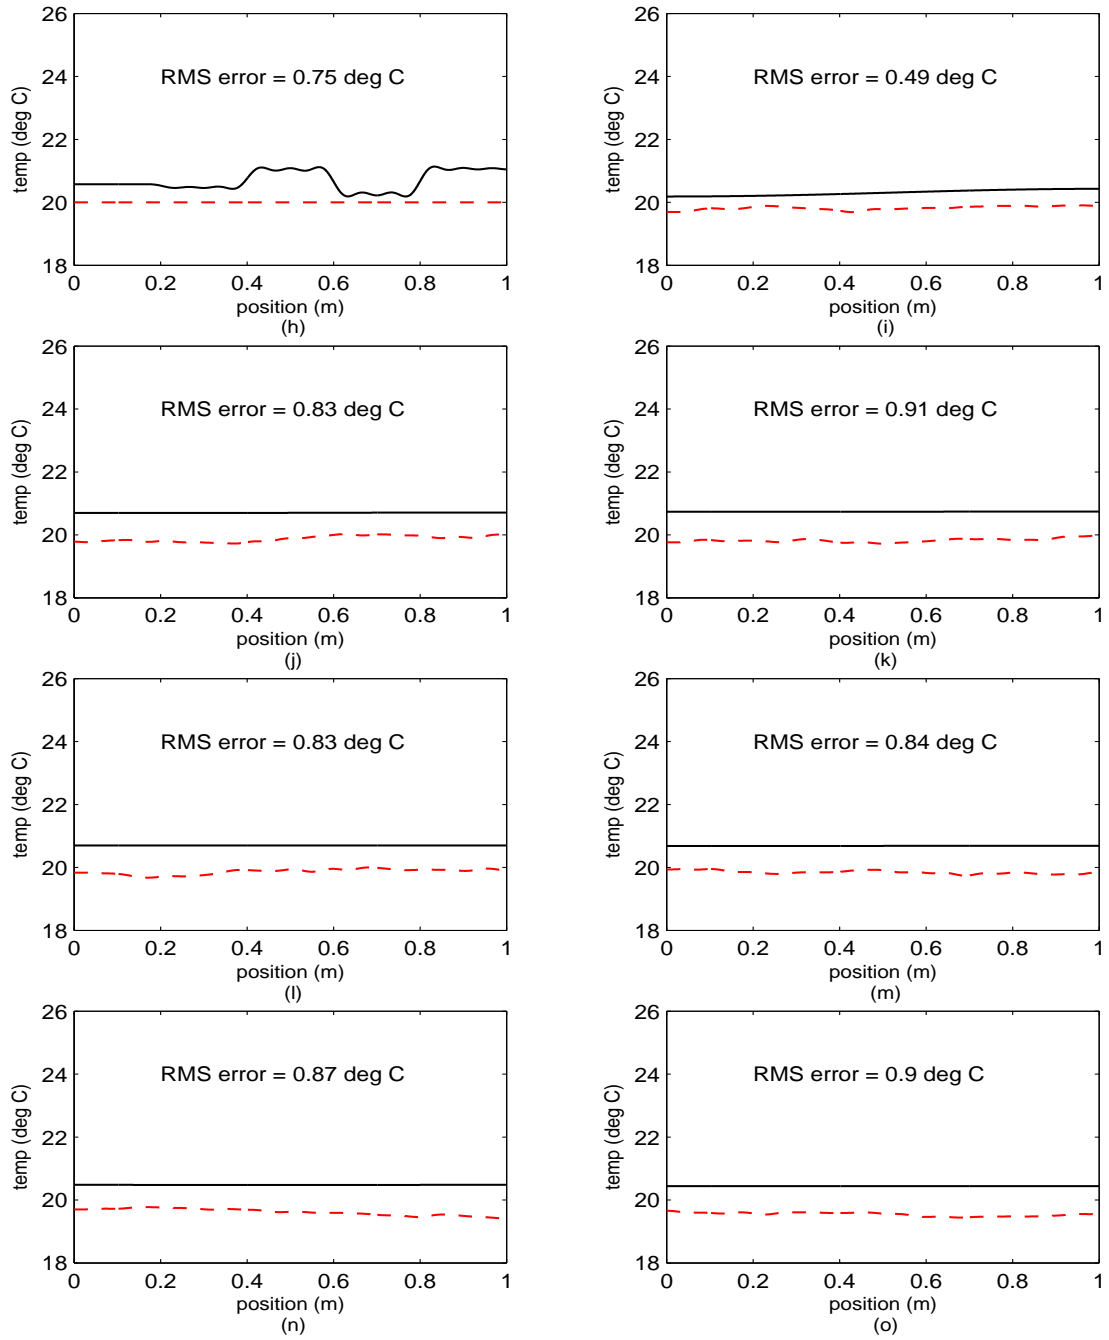 26
24
22
20
18
temp (deg C)
RMS error = 0.75 deg C
0 0.2 0.4 0.6 0.8 1
position (m)
(h)
26
24
22
20
18
temp (deg C)
RMS error = 0.49 deg C
0 0.2 0.4 0.6 0.8 1
position (m)
(i)
26
24
22
20
18
temp (deg C)
RMS error = 0.83 deg C
0 0.2 0.4 0.6 0.8 1
position (m)
(j)
26
24
22
20
18
temp (deg C)
RMS error = 0.91 deg C
0 0.2 0.4 0.6 0.8 1
position (m)
(k)
26
24
22
20
18
temp (deg C)
RMS error = 0.83 deg C
0 0.2 0.4 0.6 0.8 1
position (m)
(l)
26
24
22
20
18
temp (deg C)
RMS error = 0.84 deg C
0 0.2 0.4 0.6 0.8 1
position (m)
(m)
26
24
22
20
18
temp (deg C)
RMS error = 0.87 deg C
0 0.2 0.4 0.6 0.8 1
position (m)
(n)
26
24
22
20
18
temp (deg C)
RMS error = 0.9 deg C
0 0.2 0.4 0.6 0.8 1
position (m)
(o)